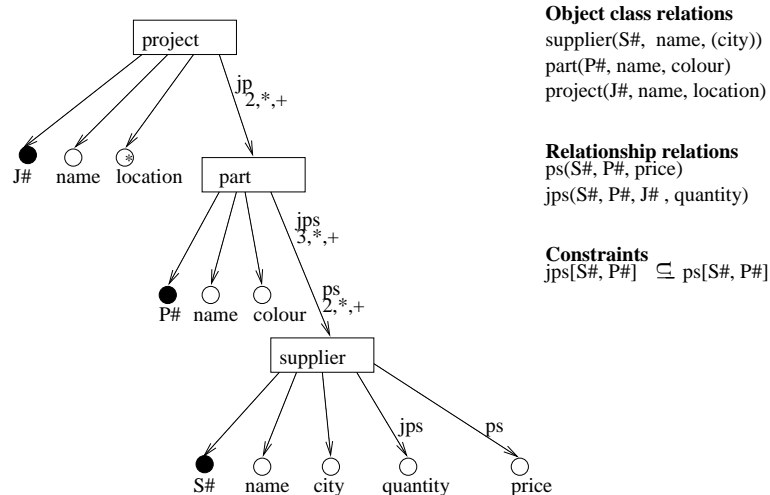 project
jp
2,*,+
J# name location
*
part
jps
3,*,+
P# name colour
ps
2,*,+
supplier
jps ps
S# name city quantity price
Object class relations
supplier(S#, name, (city))
part(P#, name, colour)
project(J#, name, location)
Relationship relations
ps(S#, P#, price)
jps(S#, P#, J# , quantity)
Constraints
jps[S#, P#] ⊆ ps[S#, P#]